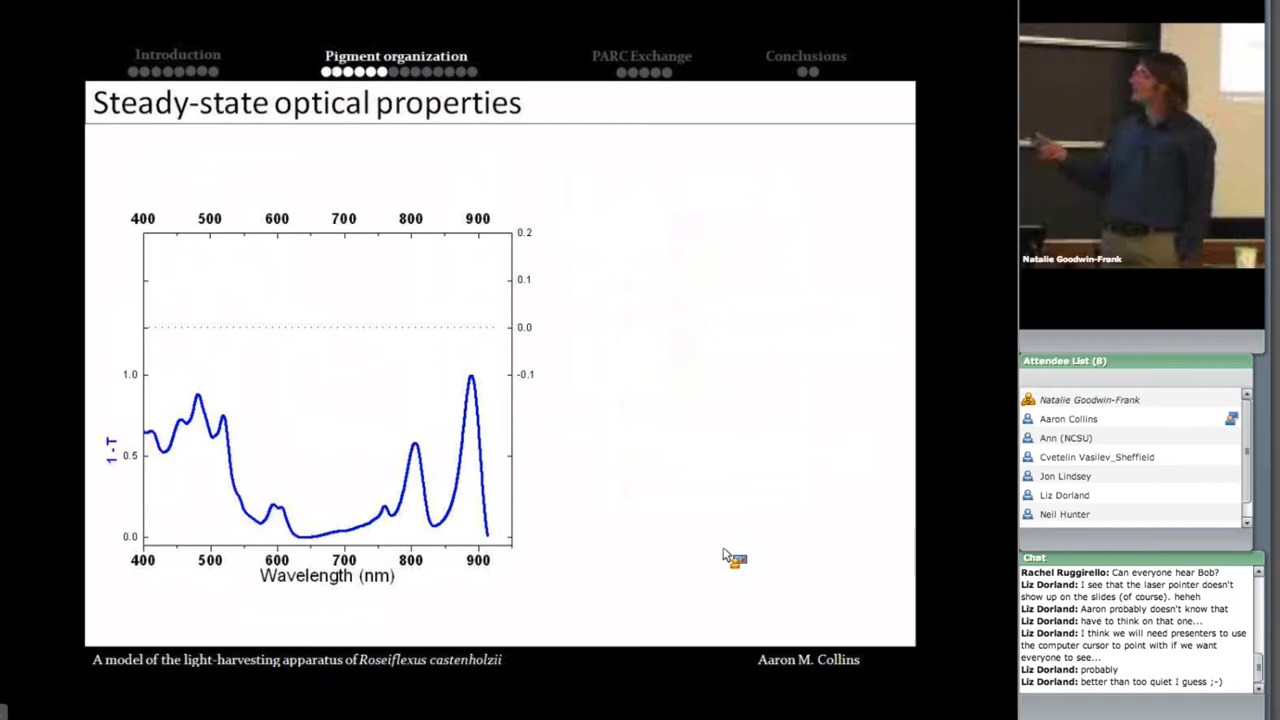 Introduction
Pigment organization
PARC Exchange
Conclusions
Steady-state optical properties
400 500 600 700 800 900
0.2
0.1
0.0
-0.1
1.0
0.5
0.0
1 -T
400 500 600 700 800 900
Wavelength (nm)
A model of the light-harvesting apparatus of Roseiflexus castenholzii
Aaron M. Collins
Natalie Goodwin-Frank
Attendee List (8)
Natalie Goodwin-Frank
Aaron Collins
Ann (NCSU)
Cvetelin Vasilev_Sheffield
Jon Lindsey
Liz Dorland
Neil Hunter
Chat
Rachel Ruggirello: Can everyone hear Bob?
Liz Dorland: I see that the laser pointer doesn't
show up on the slides (of course). heheh
Liz Dorland: Aaron probably doesn't know that
Liz Dorland: have to think on that one...
Liz Dorland: I think we will need presenters to use
the computer cursor to point with if we want
everyone to see...
Liz Dorland: probably
Liz Dorland: better than too quiet I guess ;-)